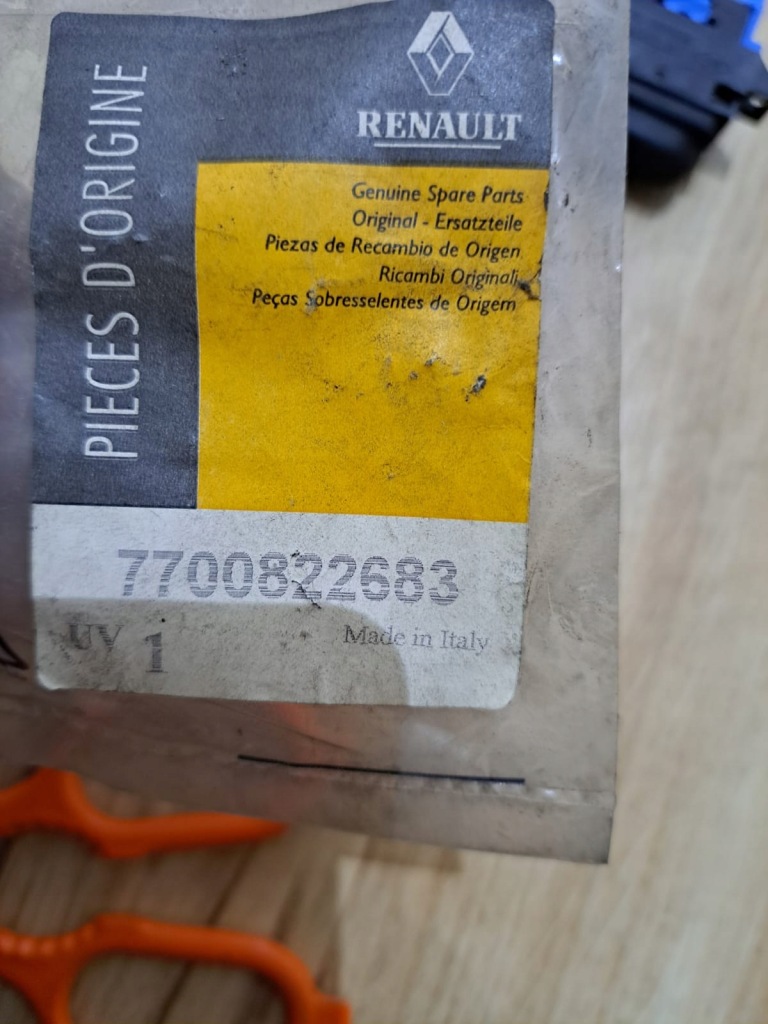 RENAULT
PIECES D'ORIGINE
Genuine Spare Parts
Original - Ersatzteile
Piezas de Recambio de Origen
Ricambi Originali
Peças Sobresselentes de Origem
7700822683
UV 1
Made in Italy